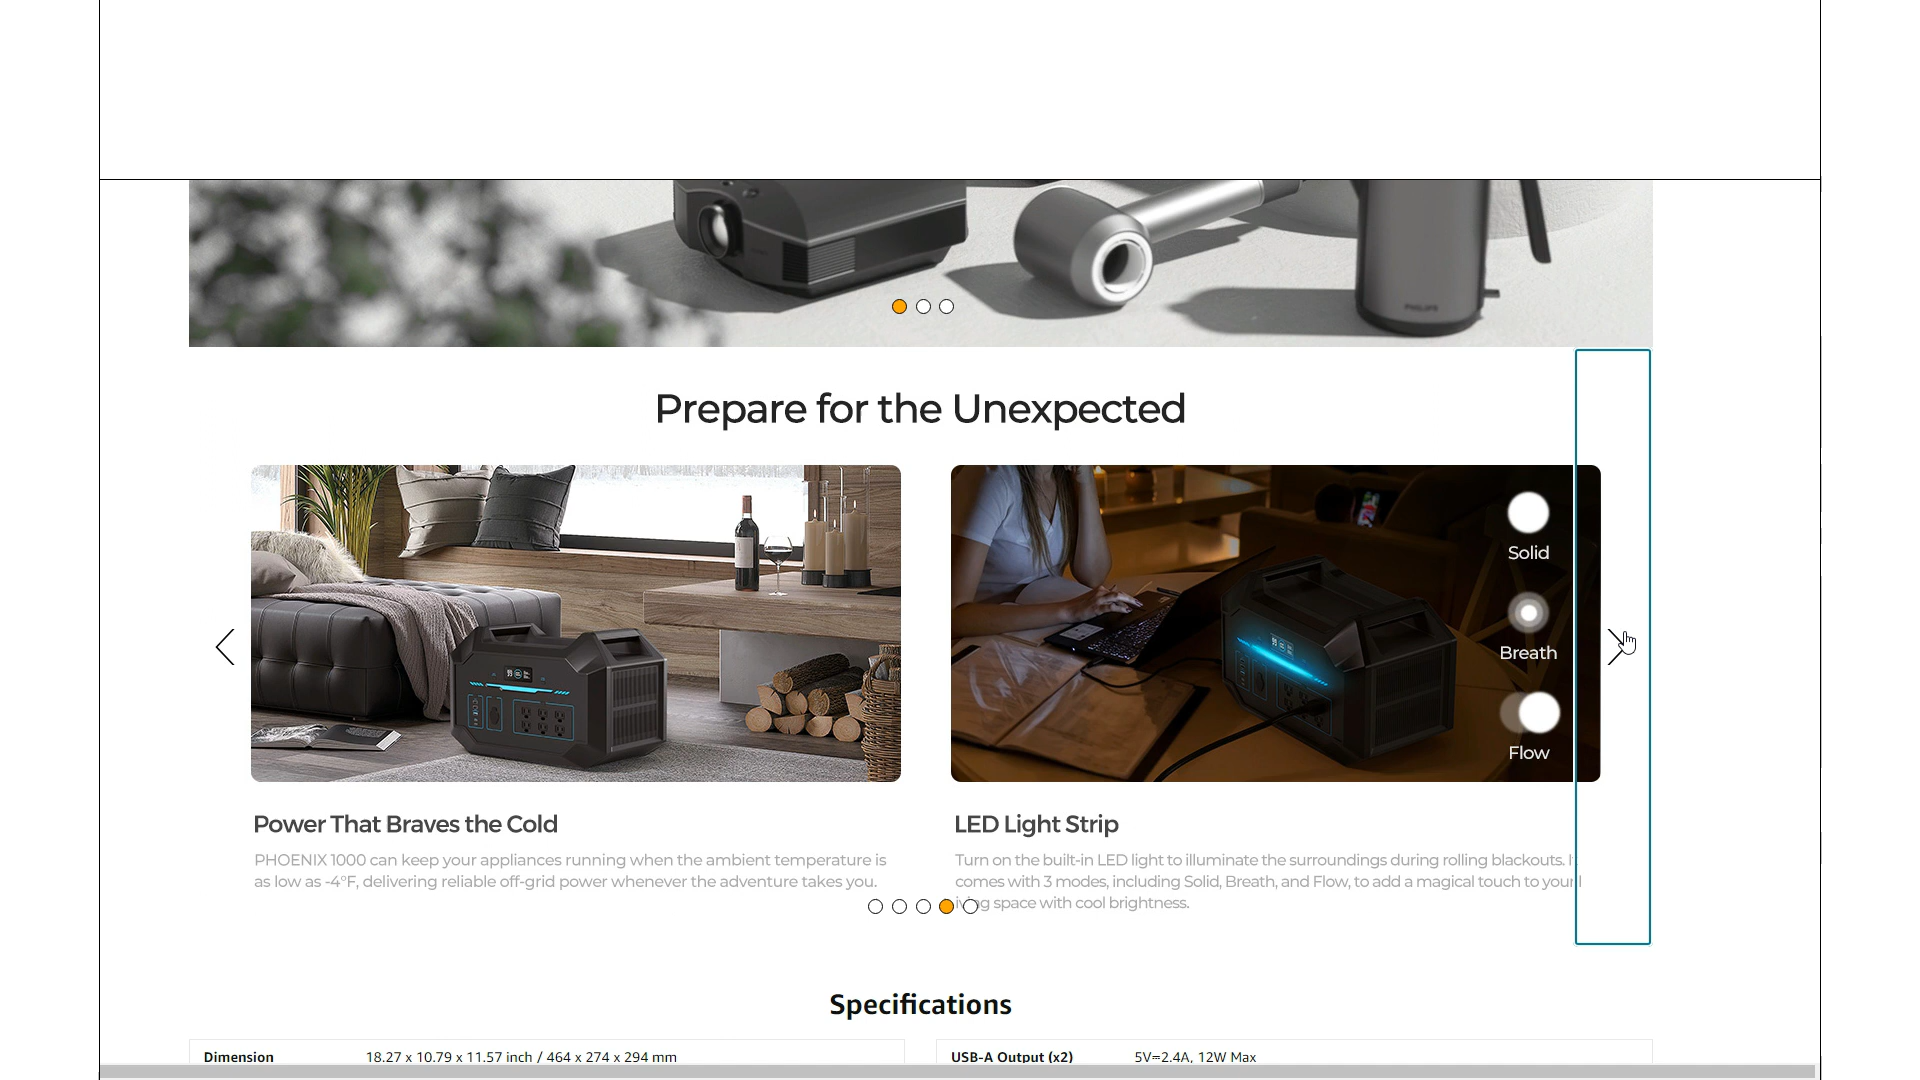 PHILIPS
Prepare for the Unexpected
Solid
Breath
Flow
Power That Braves the Cold
PHOENIX 1000 can keep your appliances running when the ambient temperature is
as low as -4°F, delivering reliable off-grid power whenever the adventure takes you.
LED Light Strip
Turn on the built-in LED light to illuminate the surroundings during rolling blackouts. It
comes with 3 modes, including Solid, Breath, and Flow, to add a magical touch to your l
iving space with cool brightness.
Specifications
Dimension 18.27 x 10.79 x 11.57 inch / 464 x 274 x 294 mm
USB-A Output (x2) 5V=2.4A, 12W Max